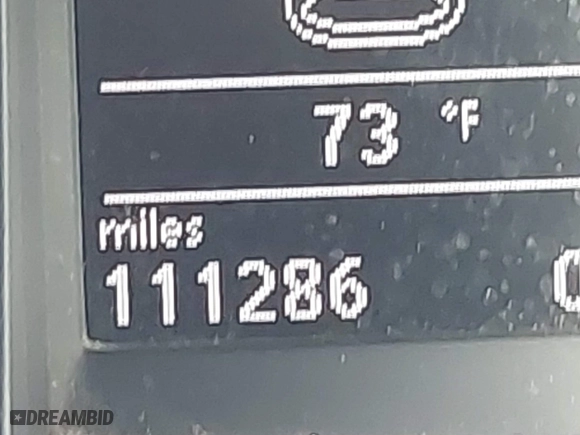 73 °F
miles
111286
DREAMBID